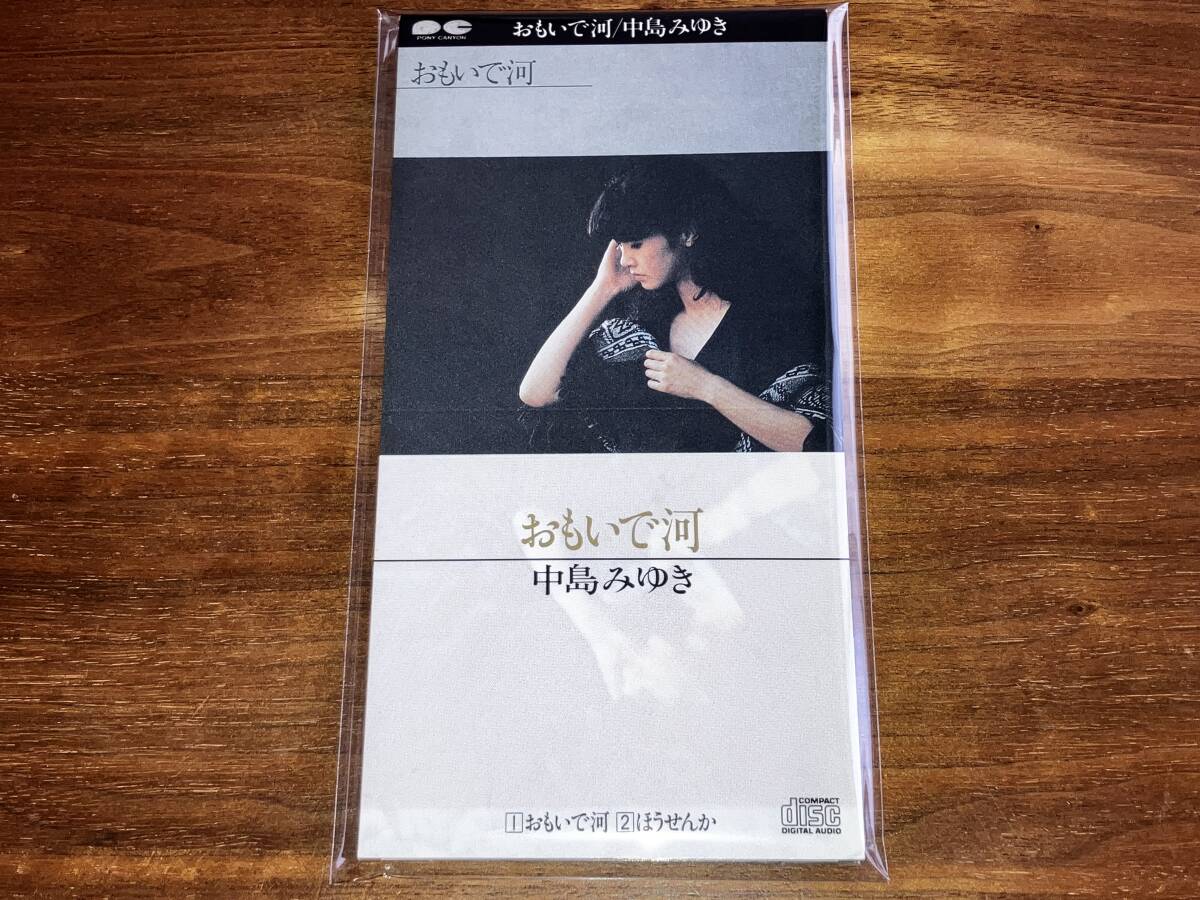 PONY CANYON
おもいで河/中島みゆき
おもいで河
おもいで河
中島みゆき
1おもいで河 2ほうせんか
COMPACT
disc
DIGITAL AUDIO